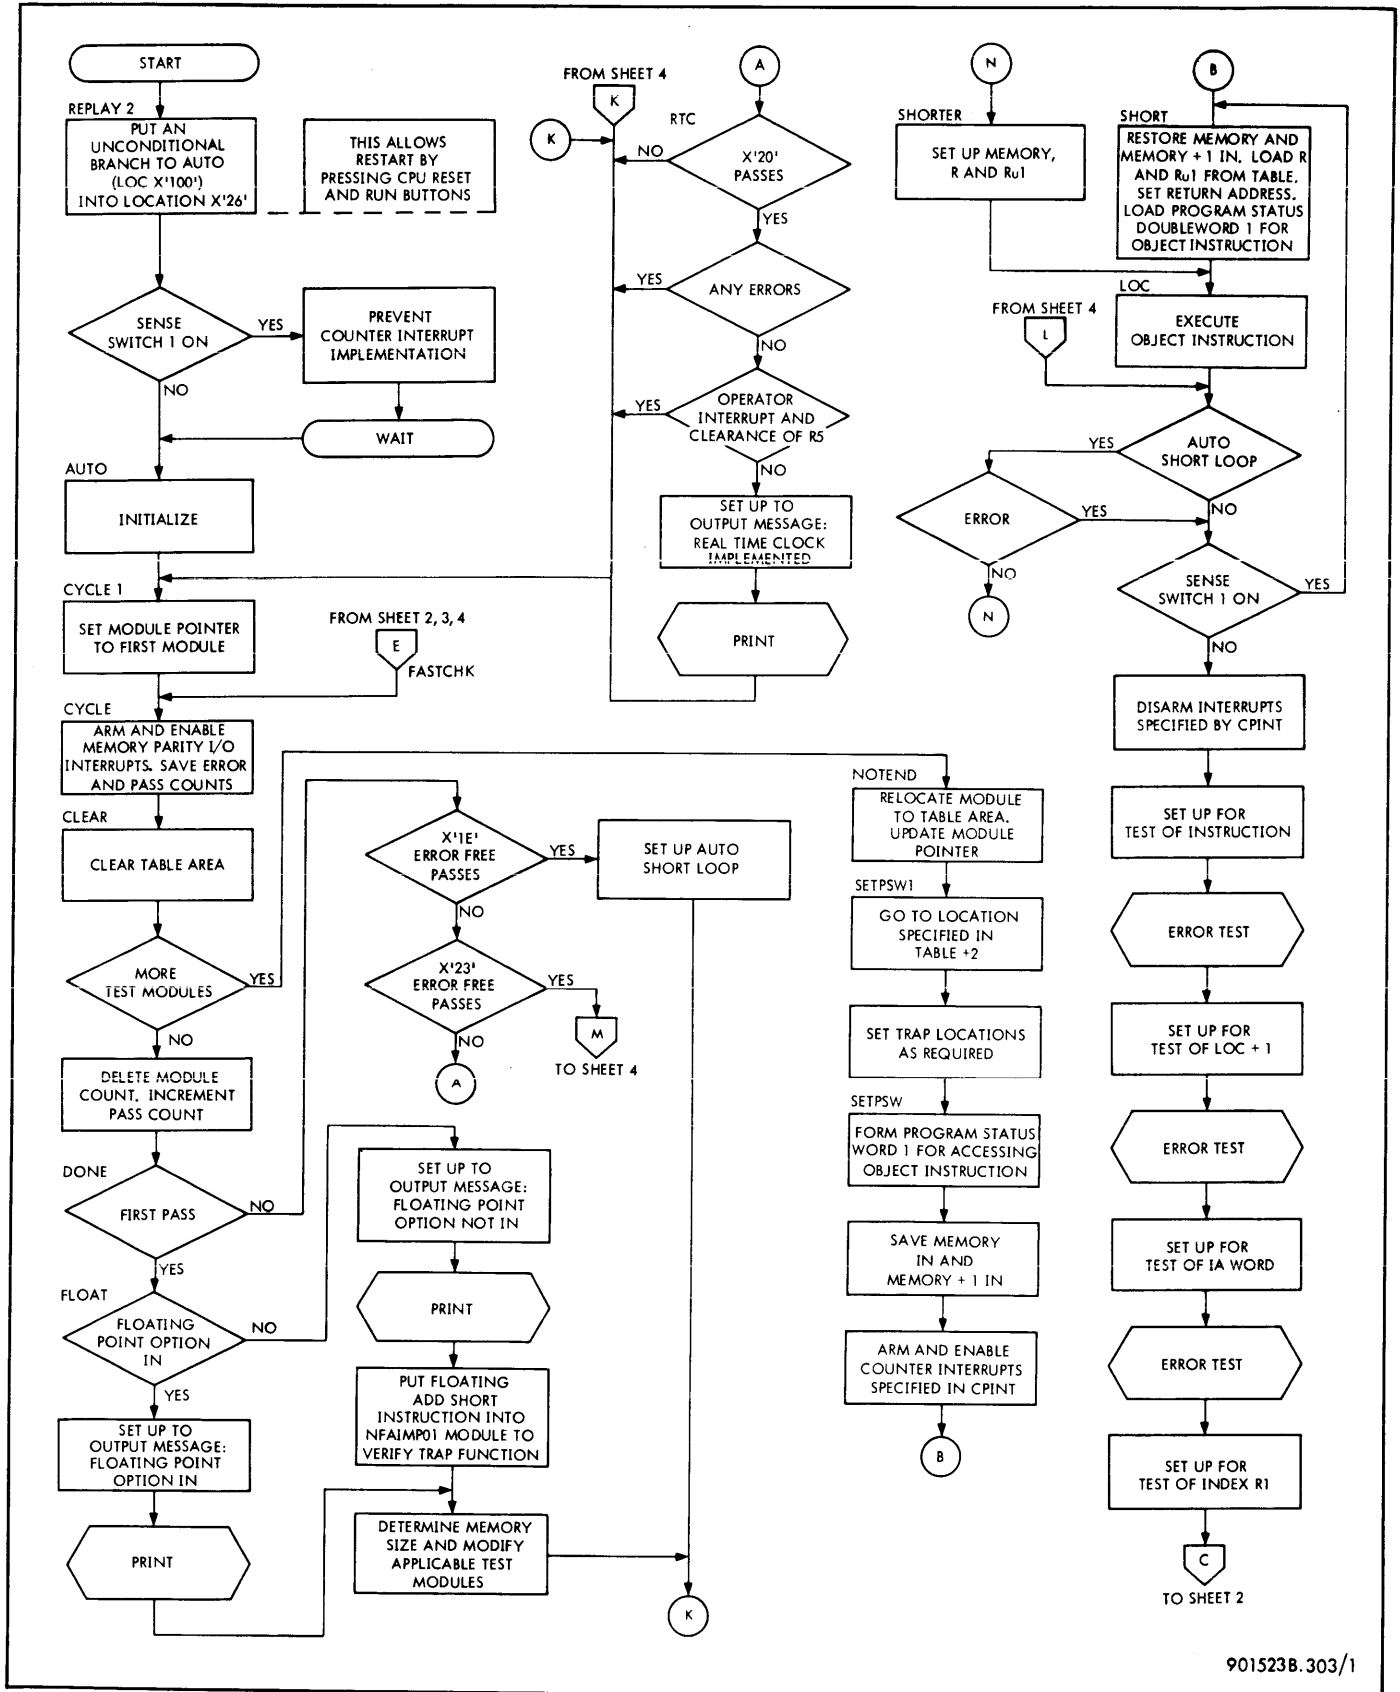 START
REPLAY 2
PUT AN
UNCONDITIONAL
BRANCH TO AUTO
(LOC X'100')
INTO LOCATION X'26'
THIS ALLOWS
RESTART BY
PRESSING CPU RESET
AND RUN BUTTONS
SENSE
SWITCH 1 ON
YES
NO
PREVENT
COUNTER INTERRUPT
IMPLEMENTATION
WAIT
AUTO
INITIALIZE
CYCLE 1
SET MODULE POINTER
TO FIRST MODULE
FROM SHEET 2, 3, 4
E
FASTCHK
CYCLE
ARM AND ENABLE
MEMORY PARITY I/O
INTERRUPTS. SAVE ERROR
AND PASS COUNTS
CLEAR
CLEAR TABLE AREA
MORE
TEST MODULES
YES
NO
DELETE MODULE
COUNT. INCREMENT
PASS COUNT
DONE
FIRST PASS
NO
YES
FLOAT
FLOATING
POINT OPTION
IN
NO
YES
SET UP TO
OUTPUT MESSAGE:
FLOATING POINT
OPTION IN
PRINT
X'1E'
ERROR FREE
PASSES
YES
NO
SET UP AUTO
SHORT LOOP
X'23'
ERROR FREE
PASSES
YES
NO
M
TO SHEET 4
A
SET UP TO
OUTPUT MESSAGE:
FLOATING POINT
OPTION NOT IN
PRINT
PUT FLOATING
ADD SHORT
INSTRUCTION INTO
NFAIMP01 MODULE TO
VERIFY TRAP FUNCTION
DETERMINE MEMORY
SIZE AND MODIFY
APPLICABLE TEST
MODULES
K
FROM SHEET 4
K
K
A
RTC
X'20'
PASSES
NO
YES
ANY ERRORS
YES
NO
OPERATOR
INTERRUPT AND
CLEARANCE OF R5
YES
NO
SET UP TO
OUTPUT MESSAGE:
REAL TIME CLOCK
IMPLEMENTED
PRINT
NOTEND
RELOCATE MODULE
TO TABLE AREA.
UPDATE MODULE
POINTER
SETPSW1
GO TO LOCATION
SPECIFIED IN
TABLE +2
SET TRAP LOCATIONS
AS REQUIRED
SETPSW
FORM PROGRAM STATUS
WORD 1 FOR ACCESSING
OBJECT INSTRUCTION
SAVE MEMORY
IN AND
MEMORY + 1 IN
ARM AND ENABLE
COUNTER INTERRUPTS
SPECIFIED IN CPINT
B
N
SHORTER
SET UP MEMORY,
R AND Ru1
B
SHORT
RESTORE MEMORY AND
MEMORY + 1 IN. LOAD R
AND Ru1 FROM TABLE.
SET RETURN ADDRESS.
LOAD PROGRAM STATUS
DOUBLEWORD 1 FOR
OBJECT INSTRUCTION
LOC
EXECUTE
OBJECT INSTRUCTION
FROM SHEET 4
L
AUTO
SHORT LOOP
YES
NO
ERROR
YES
NO
N
SENSE
SWITCH 1 ON
YES
NO
DISARM INTERRUPTS
SPECIFIED BY CPINT
SET UP FOR
TEST OF INSTRUCTION
ERROR TEST
SET UP FOR
TEST OF LOC + 1
ERROR TEST
SET UP FOR
TEST OF IA WORD
ERROR TEST
SET UP FOR
TEST OF INDEX R1
C
TO SHEET 2
901523B.303/1